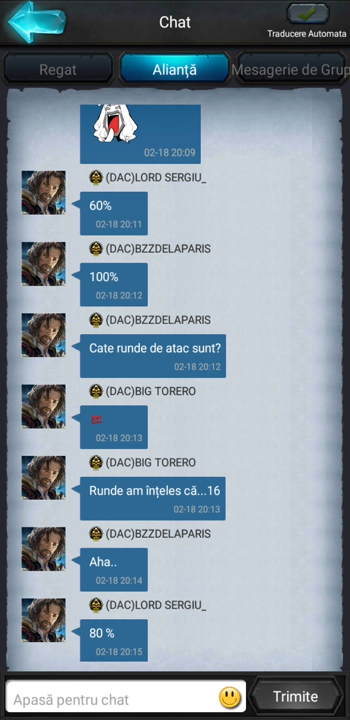 Chat
Traducere Automata
Regat
Alianță
Mesagerie de Grup
02-18 20:09
(DAC)LORD SERGIU_
60%
02-18 20:11
(DAC)BZZDELAPARIS
100%
02-18 20:12
(DAC)BZZDELAPARIS
Cate runde de atac sunt?
02-18 20:12
(DAC)BIG TORERO
02-18 20:13
(DAC)BIG TORERO
Runde am înțeles că...16
02-18 20:13
(DAC)BZZDELAPARIS
Aha..
02-18 20:14
(DAC)LORD SERGIU_
80 %
02-18 20:15
Apasă pentru chat
Trimite